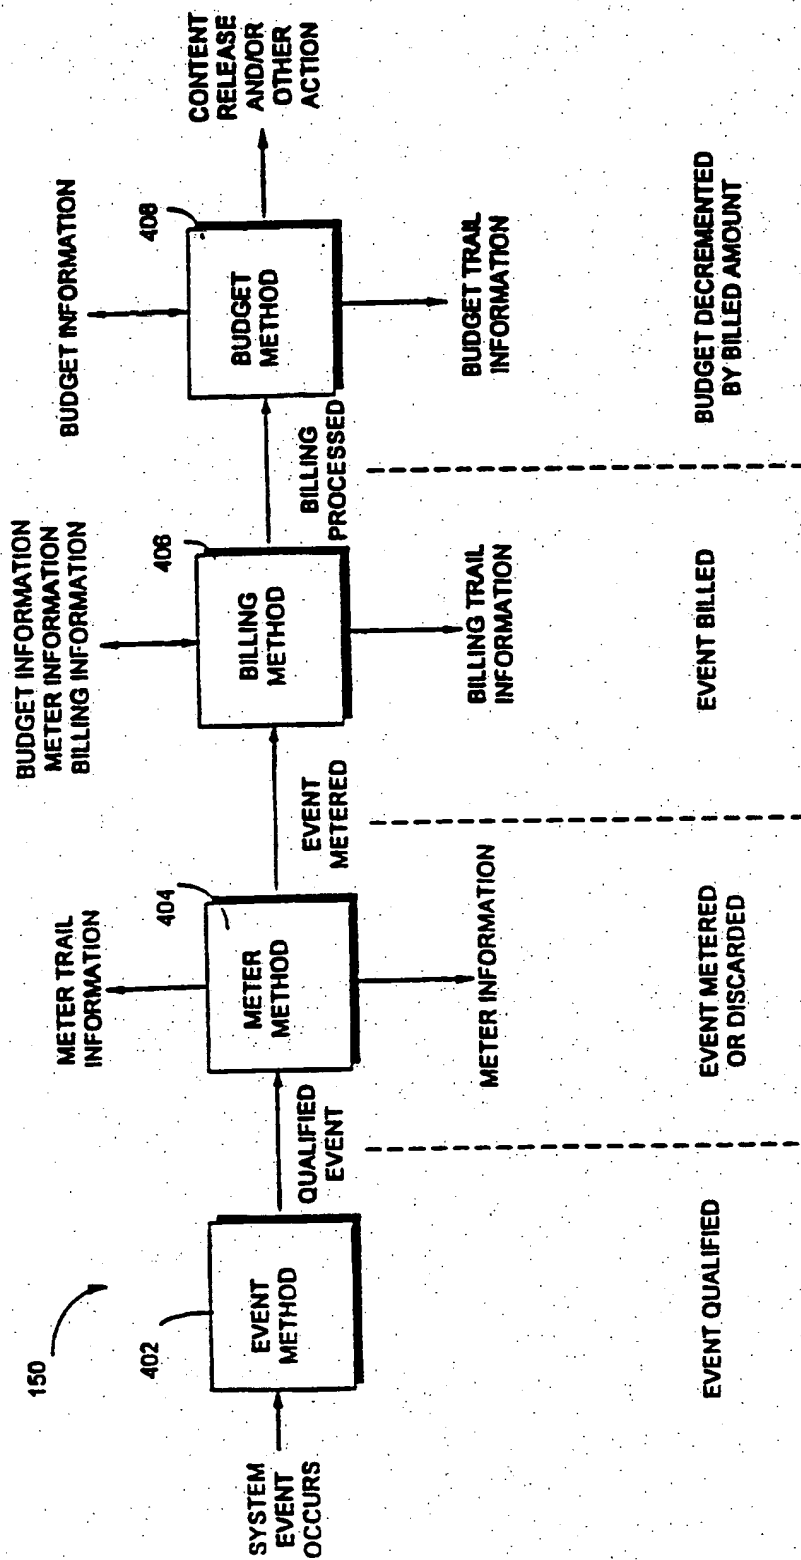 150
SYSTEM
EVENT
OCCURS
402
EVENT
METHOD
QUALIFIED
EVENT
EVENT QUALIFIED
METER TRAIL
INFORMATION
404
METER
METHOD
METER INFORMATION
EVENT METERED
OR DISCARDED
EVENT
METERED
BUDGET INFORMATION
METER INFORMATION
BILLING INFORMATION
406
BILLING
METHOD
BILLING TRAIL
INFORMATION
EVENT BILLED
BILLING
PROCESSED
BUDGET INFORMATION
408
BUDGET
METHOD
BUDGET TRAIL
INFORMATION
BUDGET DECREMENTED
BY BILLED AMOUNT
CONTENT
RELEASE
AND/OR
OTHER
ACTION